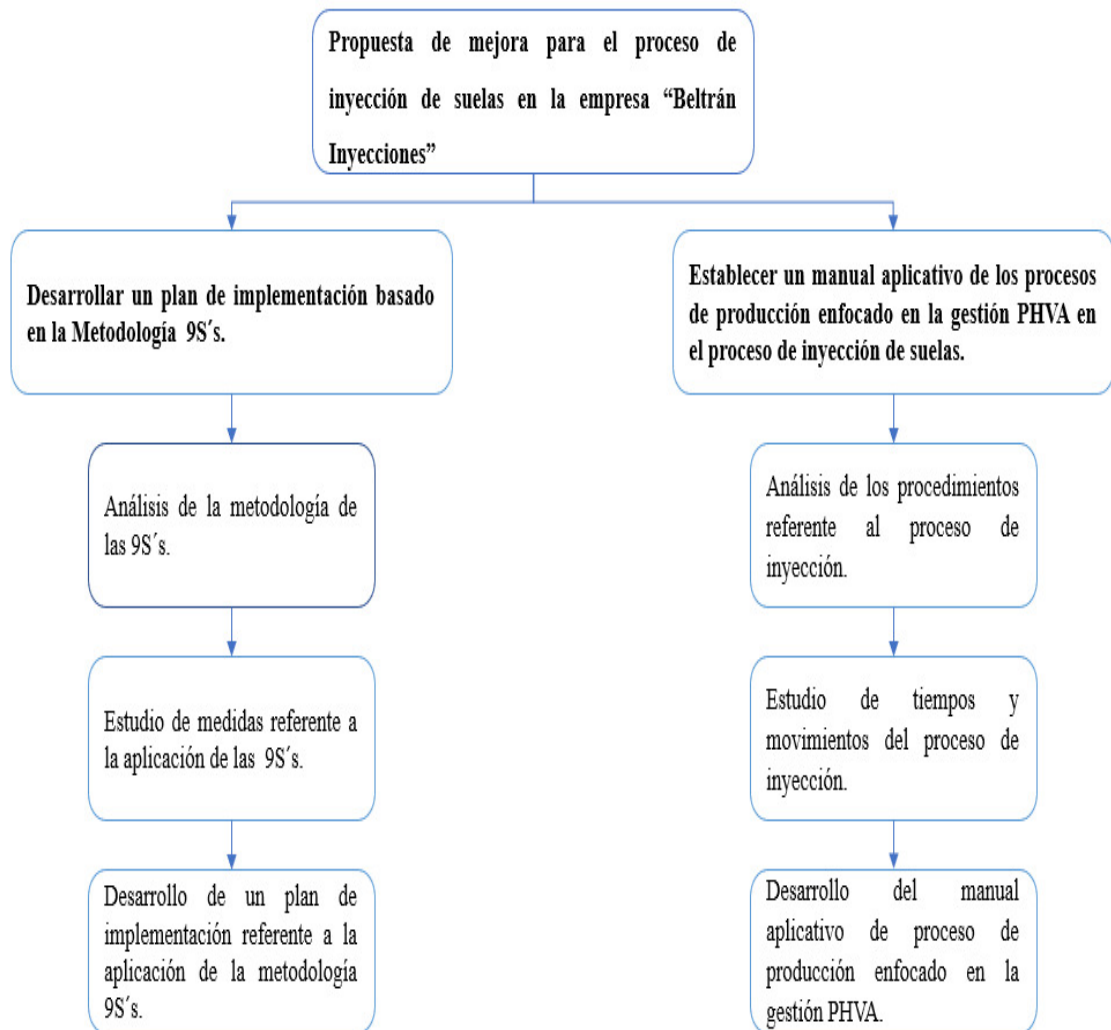 Propuesta de mejora para el proceso de
inyección de suelas en la empresa “Beltrán
Inyecciones”
Desarrollar un plan de implementación basado
en la Metodología 9S´s.
Establecer un manual aplicativo de los procesos
de producción enfocado en la gestión PHVA en
el proceso de inyección de suelas.
Análisis de la metodología de
las 9S´s.
Análisis de los procedimientos
referente al proceso de
inyección.
Estudio de medidas referente a
la aplicación de las 9S´s.
Estudio de tiempos y
movimientos del proceso de
inyección.
Desarrollo de un plan de
implementación referente a la
aplicación de la metodología
9S´s.
Desarrollo del manual
aplicativo de proceso de
producción enfocado en la
gestión PHVA.